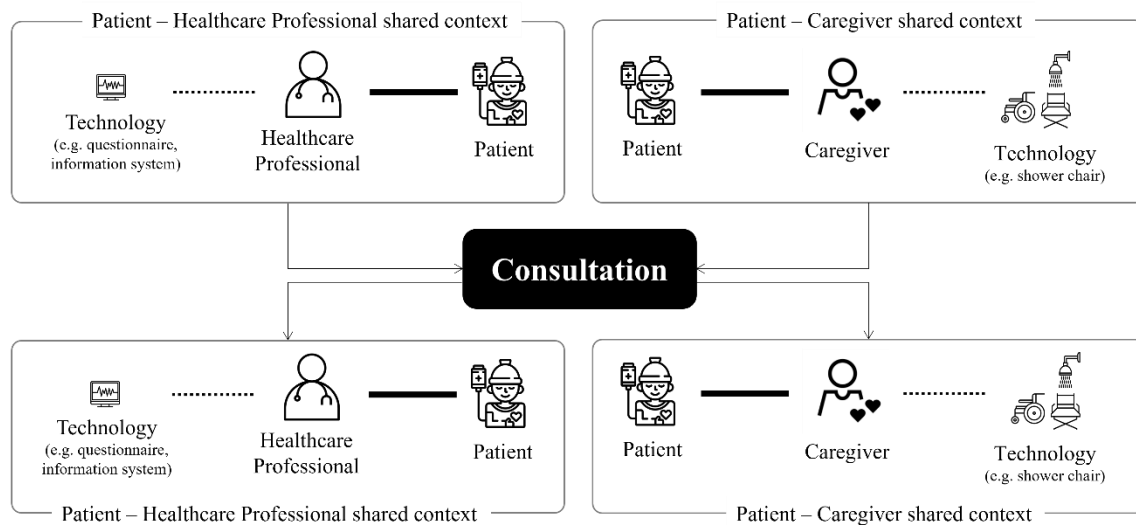 Patient – Healthcare Professional shared context
Technology
(e.g. questionnaire,
information system)
Healthcare
Professional
Patient
Patient – Caregiver shared context
Patient
Caregiver
Technology
(e.g. shower chair)
Consultation
Technology
(e.g. questionnaire,
information system)
Healthcare
Professional
Patient
Patient – Healthcare Professional shared context
Patient
Caregiver
Technology
(e.g. shower chair)
Patient – Caregiver shared context